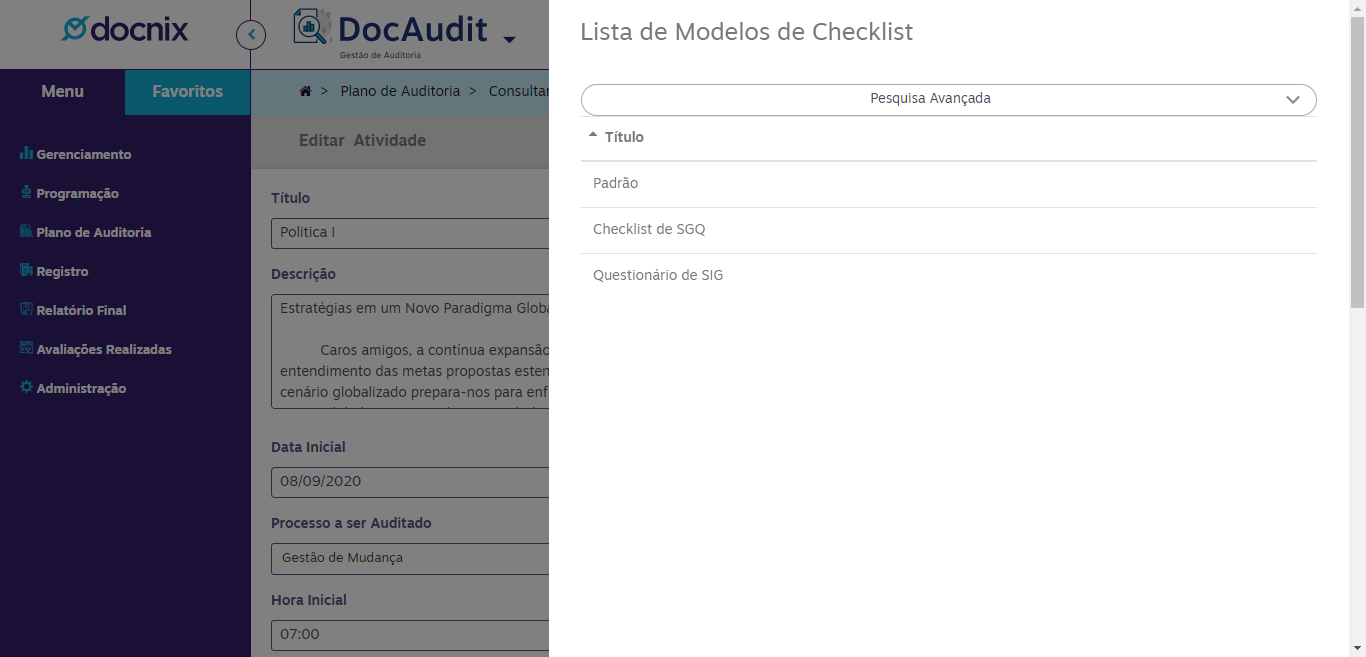 docnix
DocAudit
Gestão de Auditoria
Menu
Favoritos
Gerenciamento
Programação
Plano de Auditoria
Registro
Relatório Final
Avaliações Realizadas
Administração
> Plano de Auditoria > Consultar
Editar Atividade
Título
Politica I
Descrição
Estratégias em um Novo Paradigma Globa
Caros amigos, a contínua expansão
entendimento das metas propostas esten
cenário globalizado prepara-nos para enf
Data Inicial
08/09/2020
Processo a ser Auditado
Gestão de Mudança
Hora Inicial
07:00
Lista de Modelos de Checklist
Pesquisa Avançada
Título
Padrão
Checklist de SGQ
Questionário de SIG